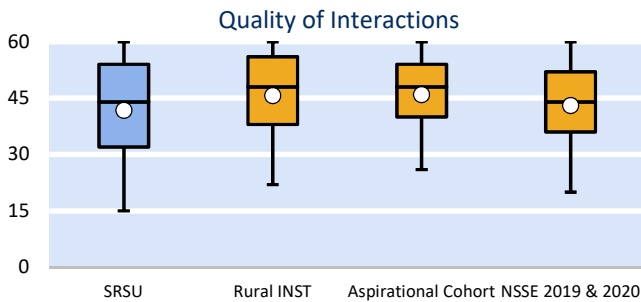 Quality of Interactions
60
45
30
15
0
SRSU
Rural INST
Aspirational Cohort
NSSE 2019 & 2020